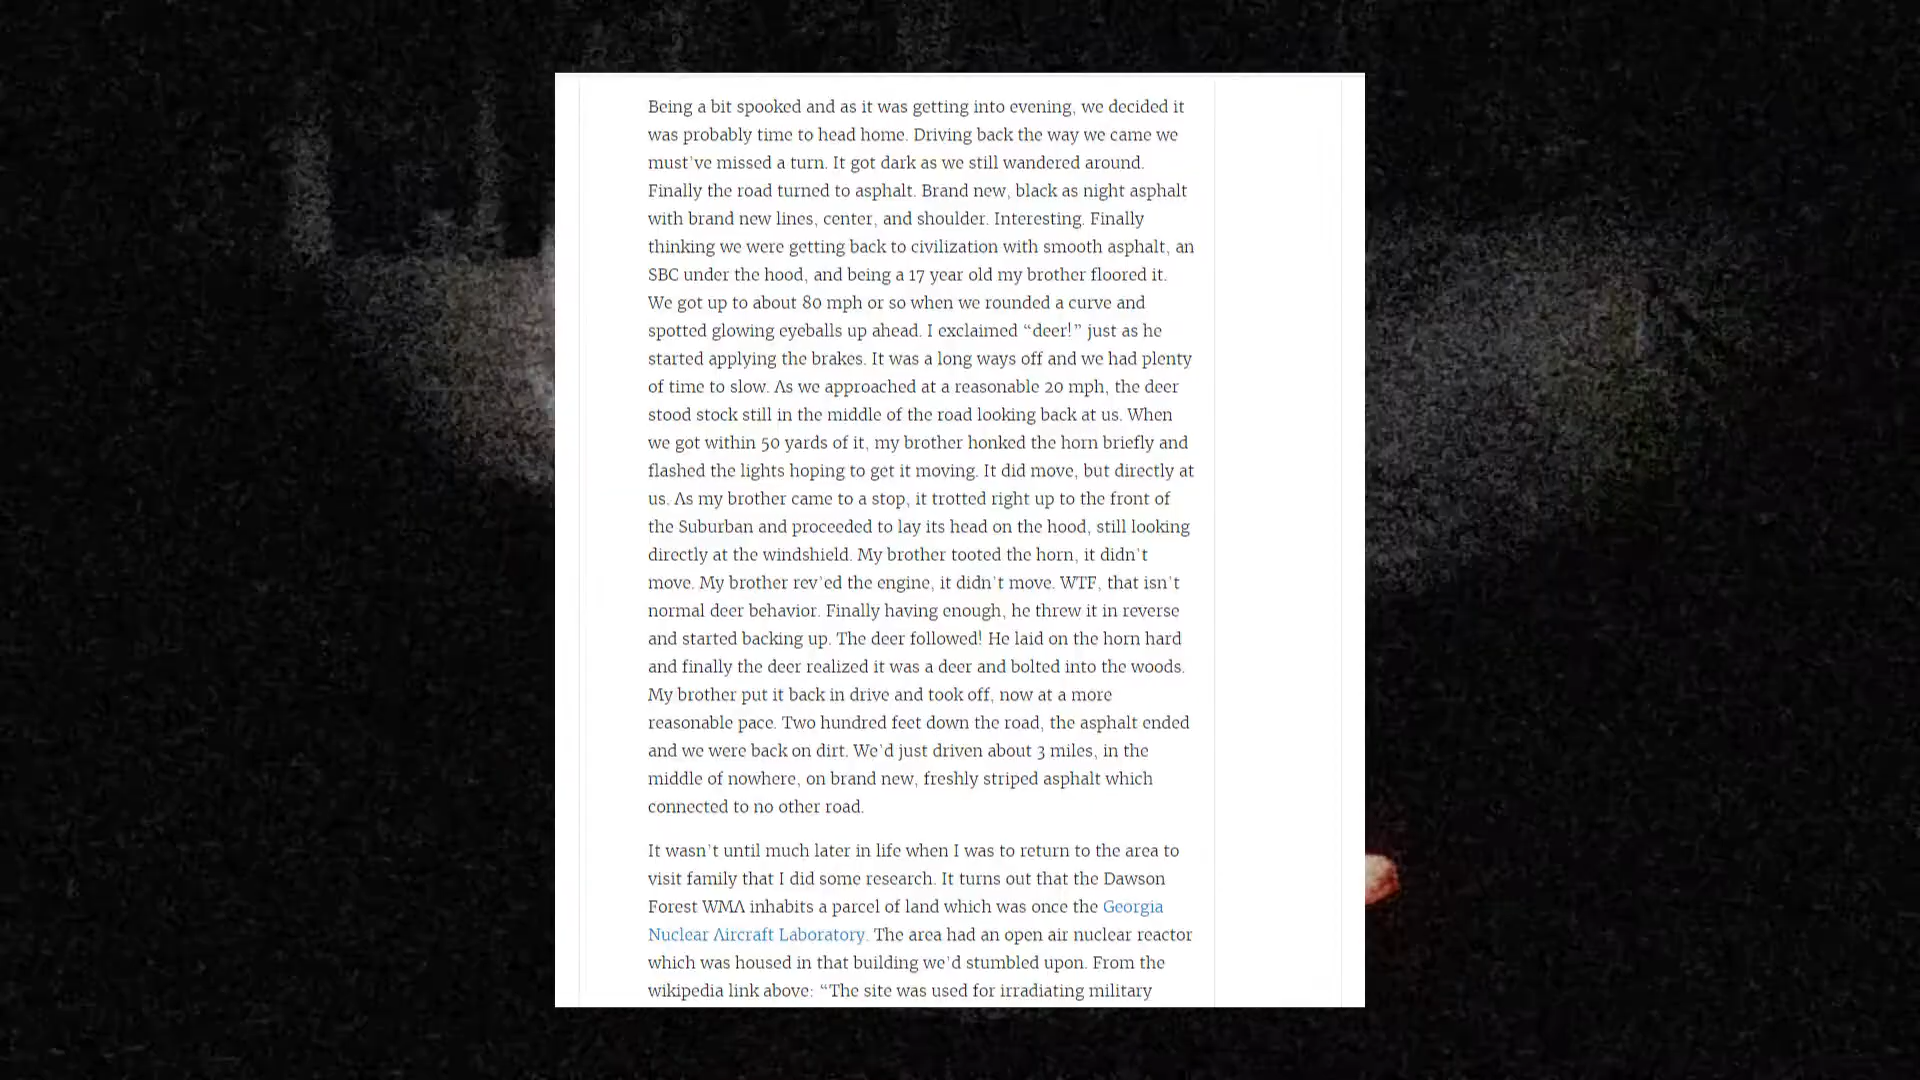 Being a bit spooked and as it was getting into evening, we decided it
was probably time to head home. Driving back the way we came we
must've missed a turn. It got dark as we still wandered around.
Finally the road turned to asphalt. Brand new, black as night asphalt
with brand new lines, center, and shoulder. Interesting. Finally
thinking we were getting back to civilization with smooth asphalt, an
SBC under the hood, and being a 17 year old my brother floored it.
We got up to about 80 mph or so when we rounded a curve and
spotted glowing eyeballs up ahead. I exclaimed “deer!” just as he
started applying the brakes. It was a long ways off and we had plenty
of time to slow. As we approached at a reasonable 20 mph, the deer
stood stock still in the middle of the road looking back at us. When
we got within 50 yards of it, my brother honked the horn briefly and
flashed the lights hoping to get it moving. It did move, but directly at
us. As my brother came to a stop, it trotted right up to the front of
the Suburban and proceeded to lay its head on the hood, still looking
directly at the windshield. My brother tooted the horn, it didn't
move. My brother rev'ed the engine, it didn't move. WTF, that isn't
normal deer behavior. Finally having enough, he threw it in reverse
and started backing up. The deer followed! He laid on the horn hard
and finally the deer realized it was a deer and bolted into the woods.
My brother put it back in drive and took off, now at a more
reasonable pace. Two hundred feet down the road, the asphalt ended
and we were back on dirt. We'd just driven about 3 miles, in the
middle of nowhere, on brand new, freshly striped asphalt which
connected to no other road.
It wasn't until much later in life when I was to return to the area to
visit family that I did some research. It turns out that the Dawson
Forest WMA inhabits a parcel of land which was once the Georgia
Nuclear Aircraft Laboratory. The area had an open air nuclear reactor
which was housed in that building we'd stumbled upon. From the
wikipedia link above: “The site was used for irradiating military